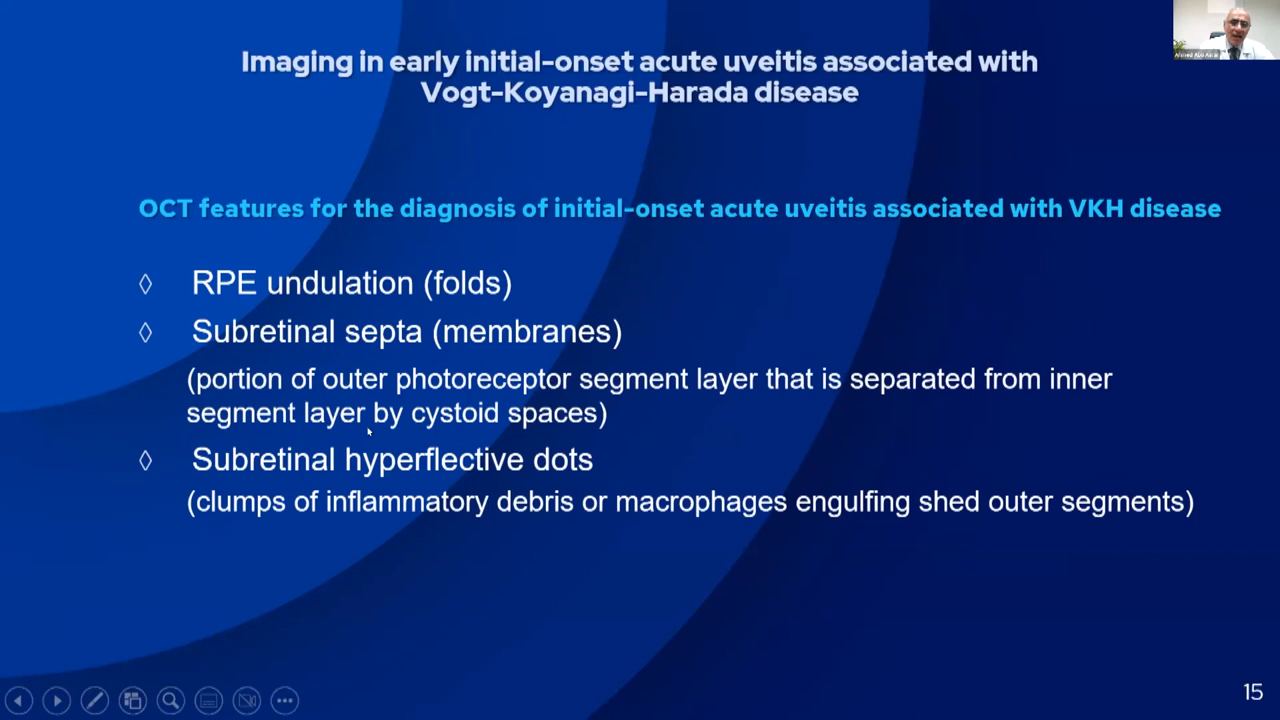 Imaging in early initial-onset acute uveitis associated with
Vogt-Koyanagi-Harada disease
OCT features for the diagnosis of initial-onset acute uveitis associated with VKH disease
◊ RPE undulation (folds)
◊ Subretinal septa (membranes)
(portion of outer photoreceptor segment layer that is separated from inner
segment layer by cystoid spaces)
◊ Subretinal hyperflective dots
(clumps of inflammatory debris or macrophages engulfing shed outer segments)
15